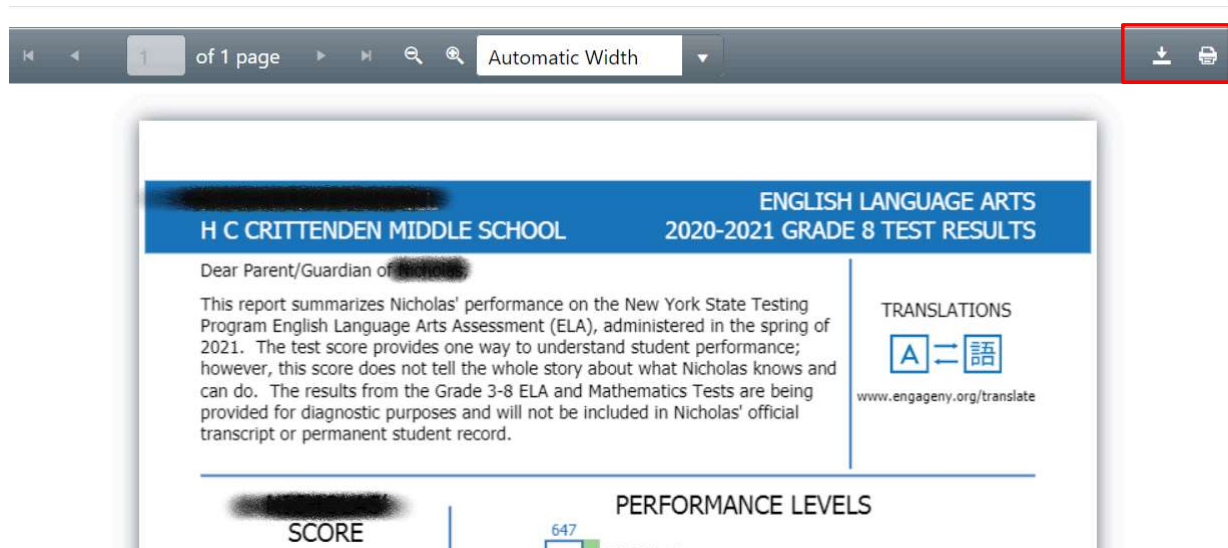 1 of 1 page Automatic Width
ENGLISH LANGUAGE ARTS
H C CRITTENDEN MIDDLE SCHOOL 2020-2021 GRADE 8 TEST RESULTS
Dear Parent/Guardian of
This report summarizes Nicholas' performance on the New York State Testing
Program English Language Arts Assessment (ELA), administered in the spring of
2021. The test score provides one way to understand student performance;
however, this score does not tell the whole story about what Nicholas knows and
can do. The results from the Grade 3-8 ELA and Mathematics Tests are being
provided for diagnostic purposes and will not be included in Nicholas' official
transcript or permanent student record.
TRANSLATIONS
A 語
www.engageny.org/translate
SCORE
PERFORMANCE LEVELS
647